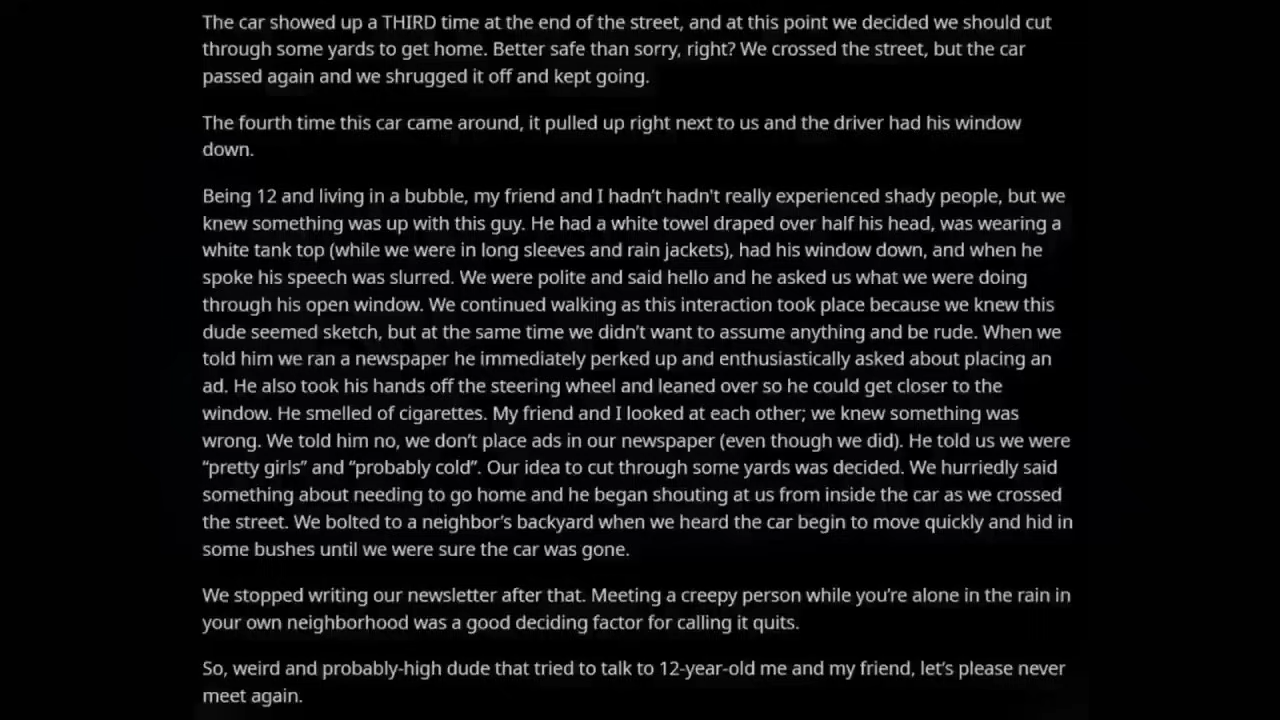 The car showed up a THIRD time at the end of the street, and at this point we decided we should cut
through some yards to get home. Better safe than sorry, right? We crossed the street, but the car
passed again and we shrugged it off and kept going.
The fourth time this car came around, it pulled up right next to us and the driver had his window
down.
Being 12 and living in a bubble, my friend and I hadn't hadn't really experienced shady people, but we
knew something was up with this guy. He had a white towel draped over half his head, was wearing a
white tank top (while we were in long sleeves and rain jackets), had his window down, and when he
spoke his speech was slurred. We were polite and said hello and he asked us what we were doing
through his open window. We continued walking as this interaction took place because we knew this
dude seemed sketch, but at the same time we didn't want to assume anything and be rude. When we
told him we ran a newspaper he immediately perked up and enthusiastically asked about placing an
ad. He also took his hands off the steering wheel and leaned over so he could get closer to the
window. He smelled of cigarettes. My friend and I looked at each other; we knew something was
wrong. We told him no, we don't place ads in our newspaper (even though we did). He told us we were
“pretty girls” and “probably cold”. Our idea to cut through some yards was decided. We hurriedly said
something about needing to go home and he began shouting at us from inside the car as we crossed
the street. We bolted to a neighbor's backyard when we heard the car begin to move quickly and hid in
some bushes until we were sure the car was gone.
We stopped writing our newsletter after that. Meeting a creepy person while you're alone in the rain in
your own neighborhood was a good deciding factor for calling it quits.
So, weird and probably-high dude that tried to talk to 12-year-old me and my friend, let's please never
meet again.